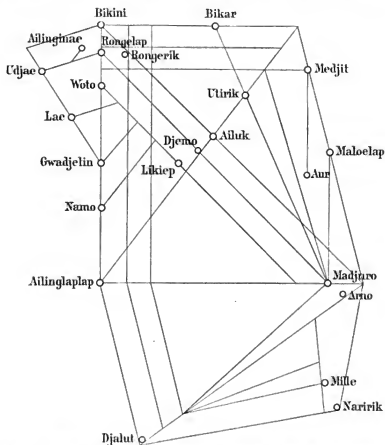 Bikini
Bikar
Ailinginae
Rongelap
Rongerik
Udjae
Medjit
Woto
Utirik
Lae
Djemo
Ailuk
Maloelap
Gwadjelin
Likiep
Aur
Namo
Ailinglaplap
Madjuro
Arno
Mille
Naririk
Djalut